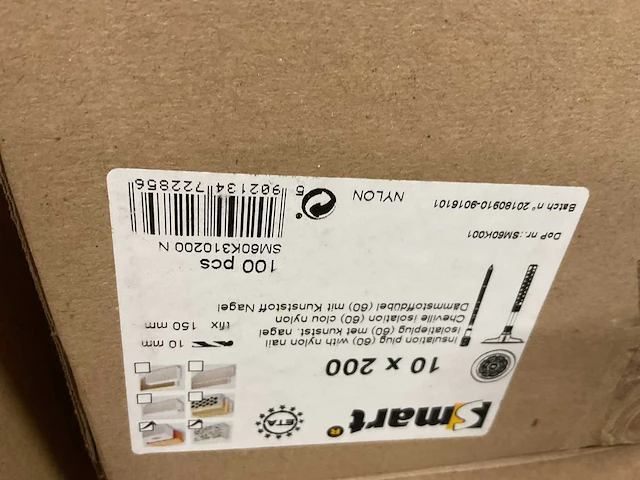 Smart®
ETA
10 x 200
Insulation plug (60) with nylon nail
Isolatieplug (60) met kunstst. nagel
Cheville isolation (60) clou nylon
Dämmstoffdübel (60) mit Kunststoff Nagel
10 mm
tfix 150 mm
100 pcs
SM60K310200 N
5 902134 722856
NYLON
DoP nr.:SM60K001
Batch n° 20180910-9016101